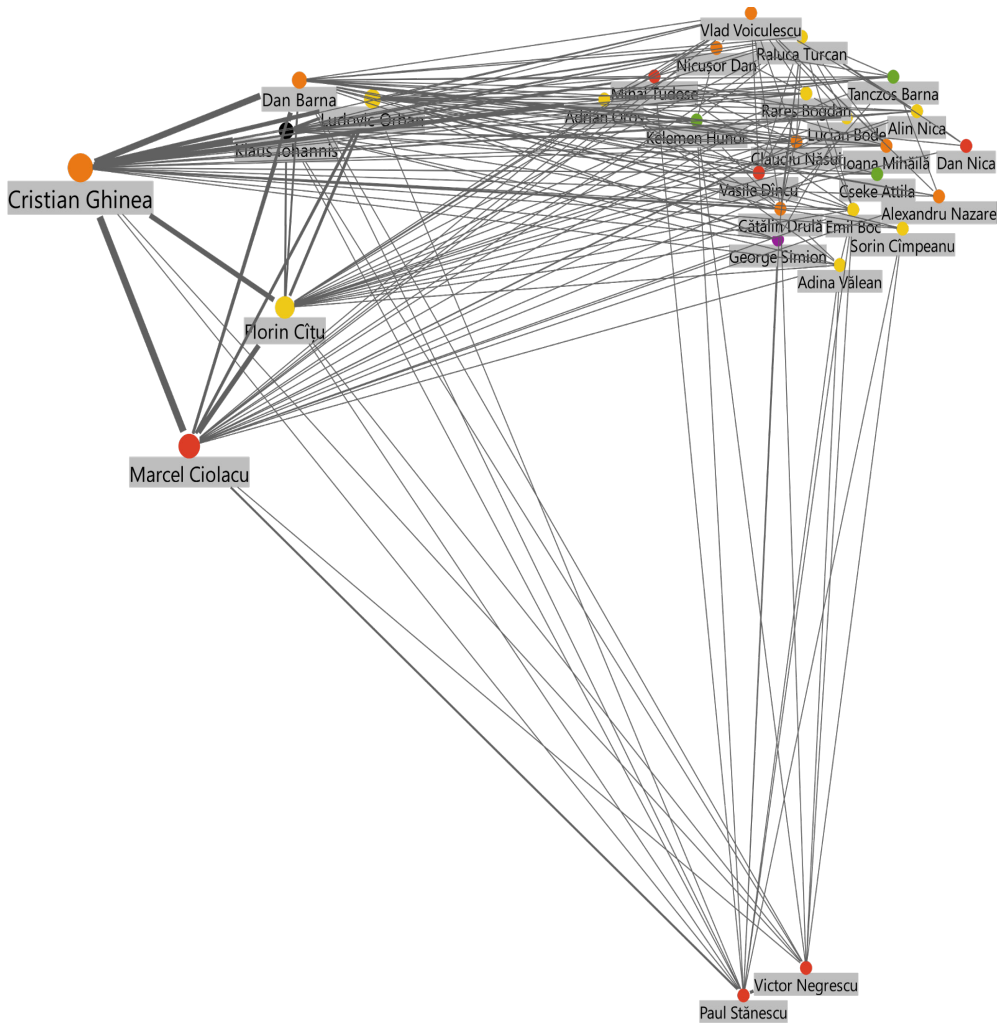 Vlad Voiculescu
Raluca Turcan
Nicușor Dan
Tanczos Barna
Mihai Tudose
Dan Barna
Rareș Bogdan
Ludovic Orban
Adrian
Alin Nica
Lucian Bode
Kelemen Hunor
Klaus Iohannis
Claudiu Năsui
Ioana Mihăilă
Dan Nica
Vasile Dîncu
Cseke Attila
Cristian Ghinea
Alexandru Nazare
Cătălin Drulă
Emil Boc
Sorin Cîmpeanu
George Simion
Adina Vălean
Florin Cîțu
Marcel Ciolacu
Victor Negrescu
Paul Stănescu